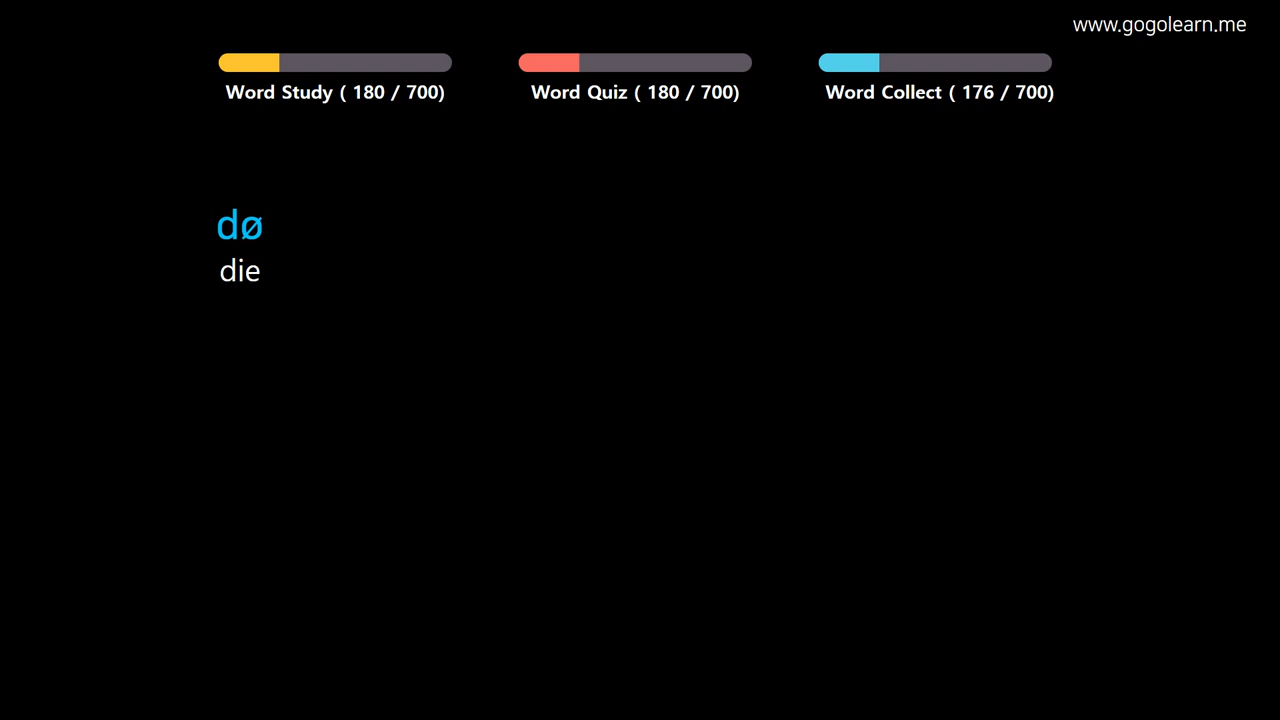 www.gogolearn.me
Word Study ( 180 / 700)
Word Quiz ( 180 / 700)
Word Collect ( 176 / 700)
dø
die